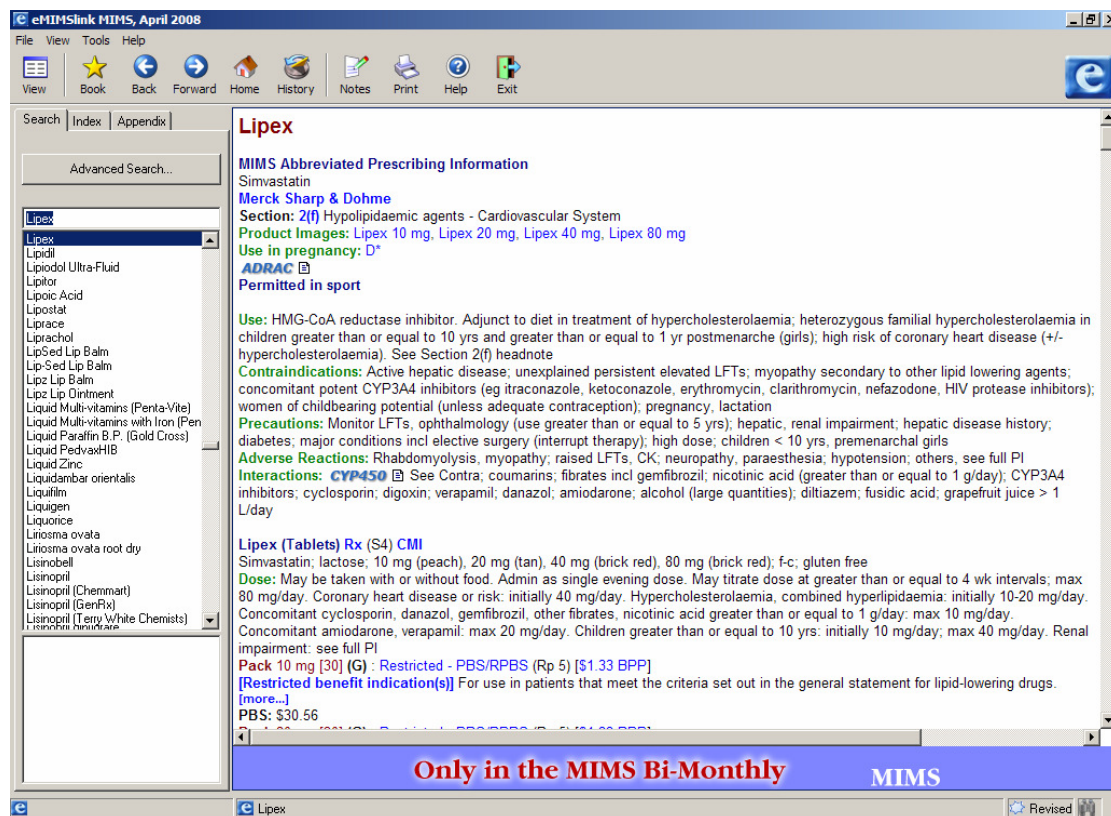 eMIMSlink MIMS, April 2008
File View Tools Help
View Book Back Forward Home History Notes Print Help Exit
Search Index Appendix
Advanced Search...
Lipex
Lipex
Lipidil
Lipiodol Ultra-Fluid
Lipitor
Lipoic Acid
Lipostat
Liprace
Liprachol
LipSed Lip Balm
Lip-Sed Lip Balm
Lipz Lip Balm
Lipz Lip Ointment
Liquid Multi-vitamins (Penta-Vite)
Liquid Multi-vitamins with Iron (Pen
Liquid Paraffin B.P. (Gold Cross)
Liquid PedvaxHIB
Liquid Zinc
Liquidambar orientalis
Liquifilm
Liquigen
Liquorice
Liriosma ovata
Liriosma ovata root dry
Lisinobell
Lisinopril
Lisinopril (Chemmart)
Lisinopril (GenRx)
Lisinopril (Terry White Chemists)
Lipex
MIMS Abbreviated Prescribing Information
Simvastatin
Merck Sharp & Dohme
Section: 2(f) Hypolipidaemic agents - Cardiovascular System
Product Images: Lipex 10 mg, Lipex 20 mg, Lipex 40 mg, Lipex 80 mg
Use in pregnancy: D*
ADRAC
Permitted in sport
Use: HMG-CoA reductase inhibitor. Adjunct to diet in treatment of hypercholesterolaemia; heterozygous familial hypercholesterolaemia in
children greater than or equal to 10 yrs and greater than or equal to 1 yr postmenarche (girls); high risk of coronary heart disease (+/-
hypercholesterolaemia). See Section 2(f) headnote
Contraindications: Active hepatic disease; unexplained persistent elevated LFTs; myopathy secondary to other lipid lowering agents;
concomitant potent CYP3A4 inhibitors (eg itraconazole, ketoconazole, erythromycin, clarithromycin, nefazodone, HIV protease inhibitors);
women of childbearing potential (unless adequate contraception); pregnancy, lactation
Precautions: Monitor LFTs, ophthalmology (use greater than or equal to 5 yrs); hepatic, renal impairment; hepatic disease history;
diabetes; major conditions incl elective surgery (interrupt therapy); high dose; children < 10 yrs, premenarchal girls
Adverse Reactions: Rhabdomyolysis, myopathy; raised LFTs, CK; neuropathy, paraesthesia; hypotension; others, see full PI
Interactions: CYP450 See Contra; coumarins; fibrates incl gemfibrozil; nicotinic acid (greater than or equal to 1 g/day); CYP3A4
inhibitors; cyclosporin; digoxin; verapamil; danazol; amiodarone; alcohol (large quantities); diltiazem; fusidic acid; grapefruit juice > 1
L/day
Lipex (Tablets) Rx (S4) CMI
Simvastatin; lactose; 10 mg (peach), 20 mg (tan), 40 mg (brick red), 80 mg (brick red); f-c; gluten free
Dose: May be taken with or without food. Admin as single evening dose. May titrate dose at greater than or equal to 4 wk intervals; max
80 mg/day. Coronary heart disease or risk: initially 40 mg/day. Hypercholesterolaemia, combined hyperlipidaemia: initially 10-20 mg/day.
Concomitant cyclosporin, danazol, gemfibrozil, other fibrates, nicotinic acid greater than or equal to 1 g/day: max 10 mg/day.
Concomitant amiodarone, verapamil: max 20 mg/day. Children greater than or equal to 10 yrs: initially 10 mg/day; max 40 mg/day. Renal
impairment: see full PI
Pack 10 mg [30] (G) : Restricted - PBS/RPBS (Rp 5) [$1.33 BPP]
[Restricted benefit indication(s)] For use in patients that meet the criteria set out in the general statement for lipid-lowering drugs.
[more...]
PBS: $30.56
Only in the MIMS Bi-Monthly MIMS
Lipex Revised